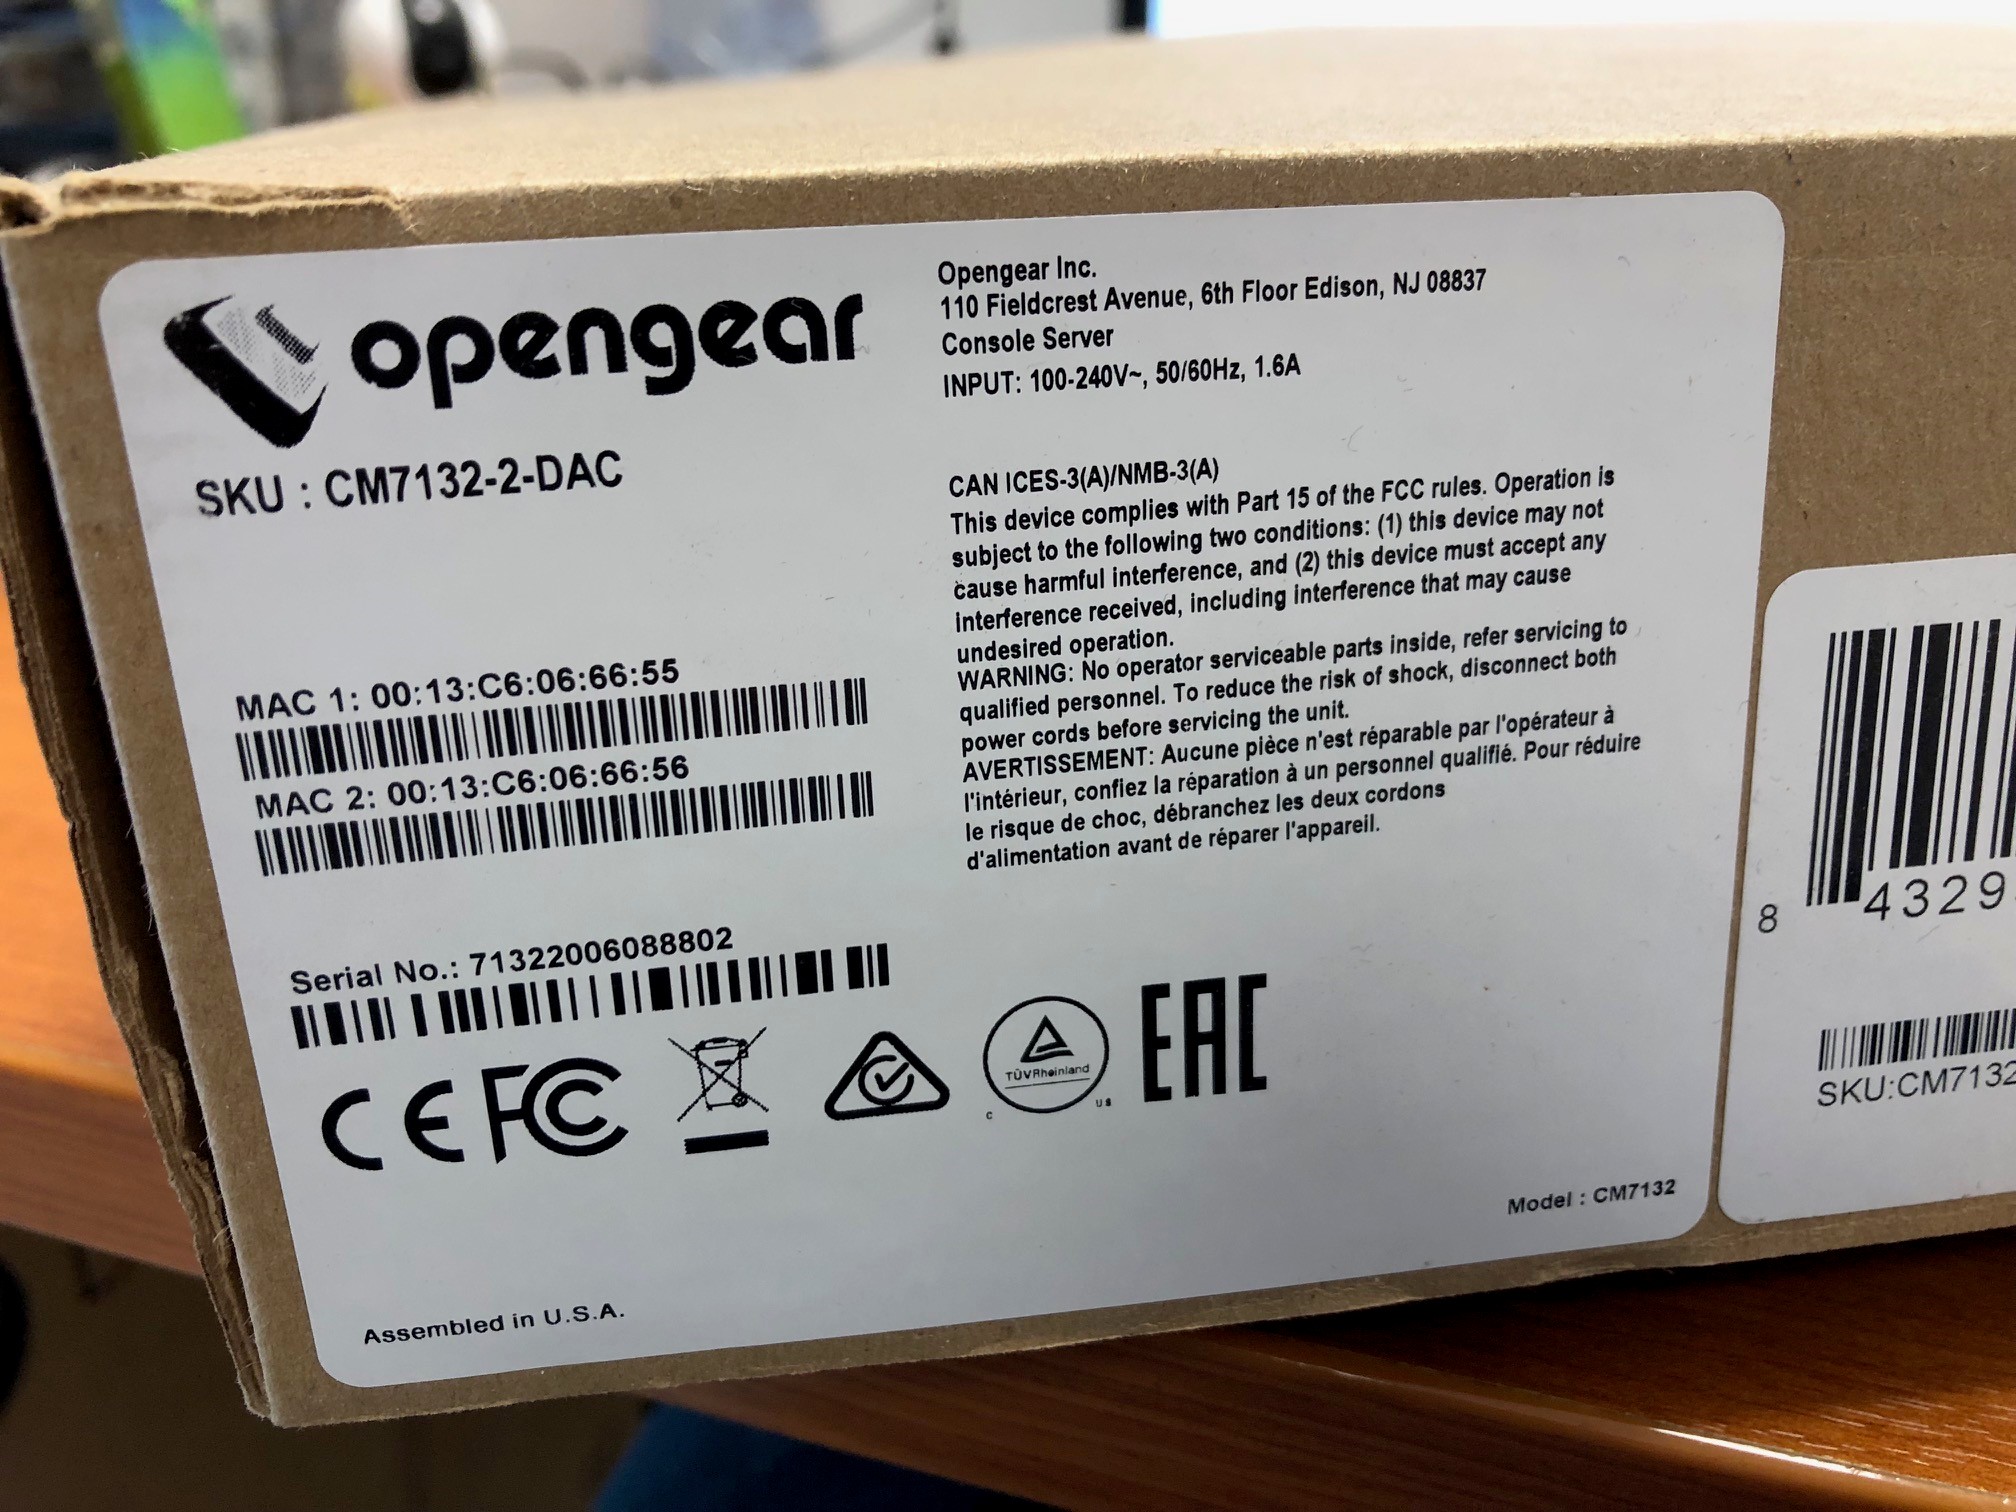 opengear
SKU : CM7132-2-DAC
MAC 1: 00:13:C6:06:66:55
MAC 2: 00:13:C6:06:66:56
Serial No.: 71322006088802
CE FC
TÜVRheinland
C US
EAC
Assembled in U.S.A.
Opengear Inc.
110 Fieldcrest Avenue, 6th Floor Edison, NJ 08837
Console Server
INPUT: 100-240V~, 50/60Hz, 1.6A
CAN ICES-3(A)/NMB-3(A)
This device complies with Part 15 of the FCC rules. Operation is
subject to the following two conditions: (1) this device may not
cause harmful interference, and (2) this device must accept any
interference received, including interference that may cause
undesired operation.
WARNING: No operator serviceable parts inside, refer servicing to
qualified personnel. To reduce the risk of shock, disconnect both
power cords before servicing the unit.
AVERTISSEMENT: Aucune pièce n'est réparable par l'opérateur à
l'intérieur, confiez la réparation à un personnel qualifié. Pour réduire
le risque de choc, débranchez les deux cordons
d'alimentation avant de réparer l'appareil.
Model : CM7132
8 4329
SKU:CM7132